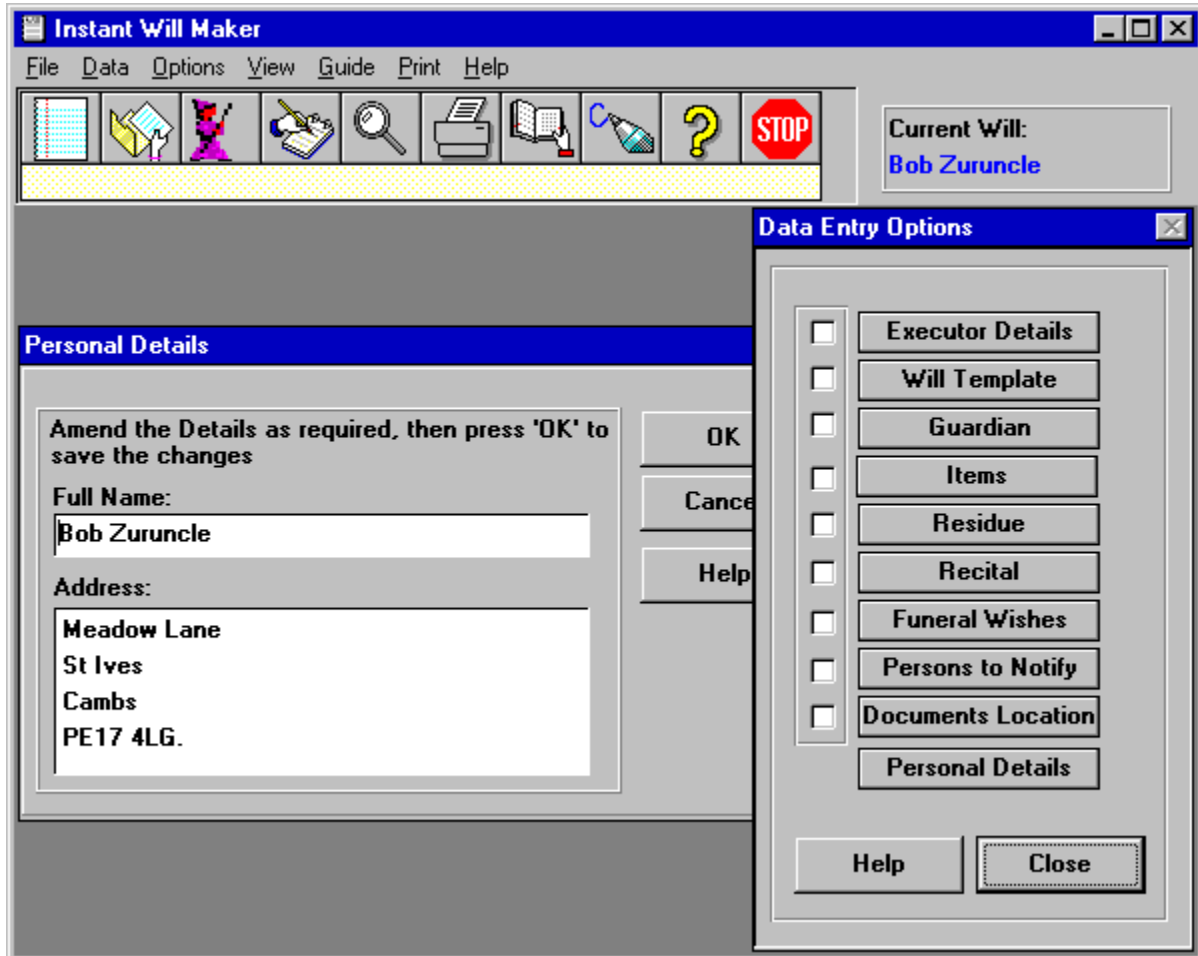 Instant Will Maker
File Data Options View Guide Print Help
STOP
Current Will:
Bob Zuruncle
Data Entry Options
Executor Details
Will Template
Guardian
Items
Residue
Recital
Funeral Wishes
Persons to Notify
Documents Location
Personal Details
Help Close
Personal Details
Amend the Details as required, then press 'OK' to
save the changes
Full Name:
Bob Zuruncle
Address:
Meadow Lane
St Ives
Cambs
PE17 4LG.
OK
Cance
Help